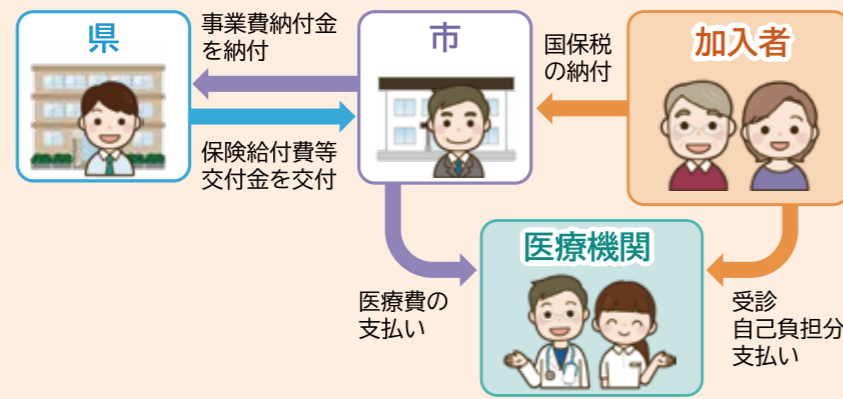 県
事業費納付金
を納付
市
国保税
の納付
加入者
保険給付費等
交付金を交付
医療機関
医療費の
支払い
受診
自己負担分
支払い